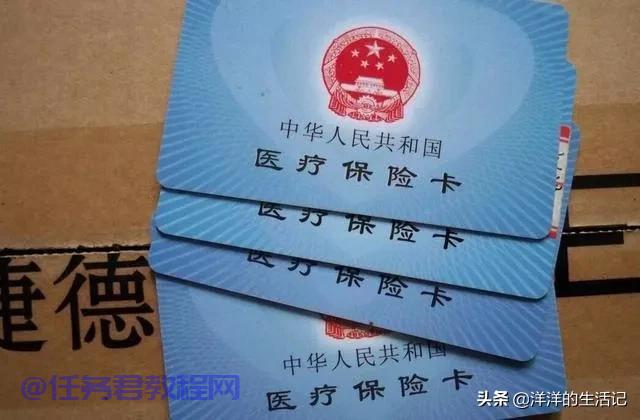 中华人民共和国
医疗保险卡
医疗保险卡
医疗保险卡
捷德
中华人民共和国
医疗保险卡
@任务君教程网
头条 @洋洋的生活记